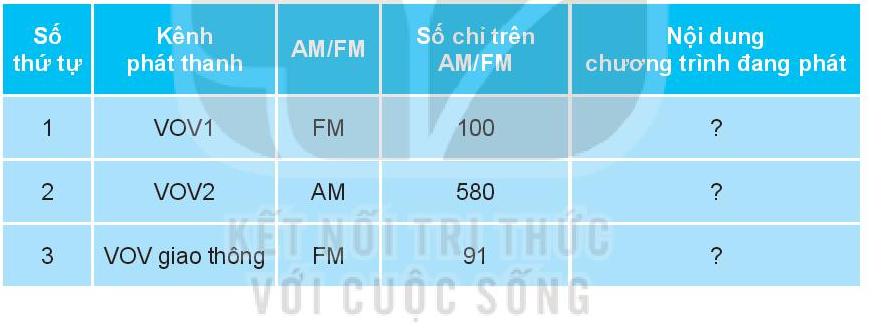 Số thứ tự
Kênh phát thanh
AM/FM
Số chỉ trên AM/FM
Nội dung chương trình đang phát
1 VOV1 FM 100 ?
2 VOV2 AM 580 ?
KẾT NỐI TRI THỨC
3 VOV giao thông FM 91 ?
VỚI CUỘC SỐNG